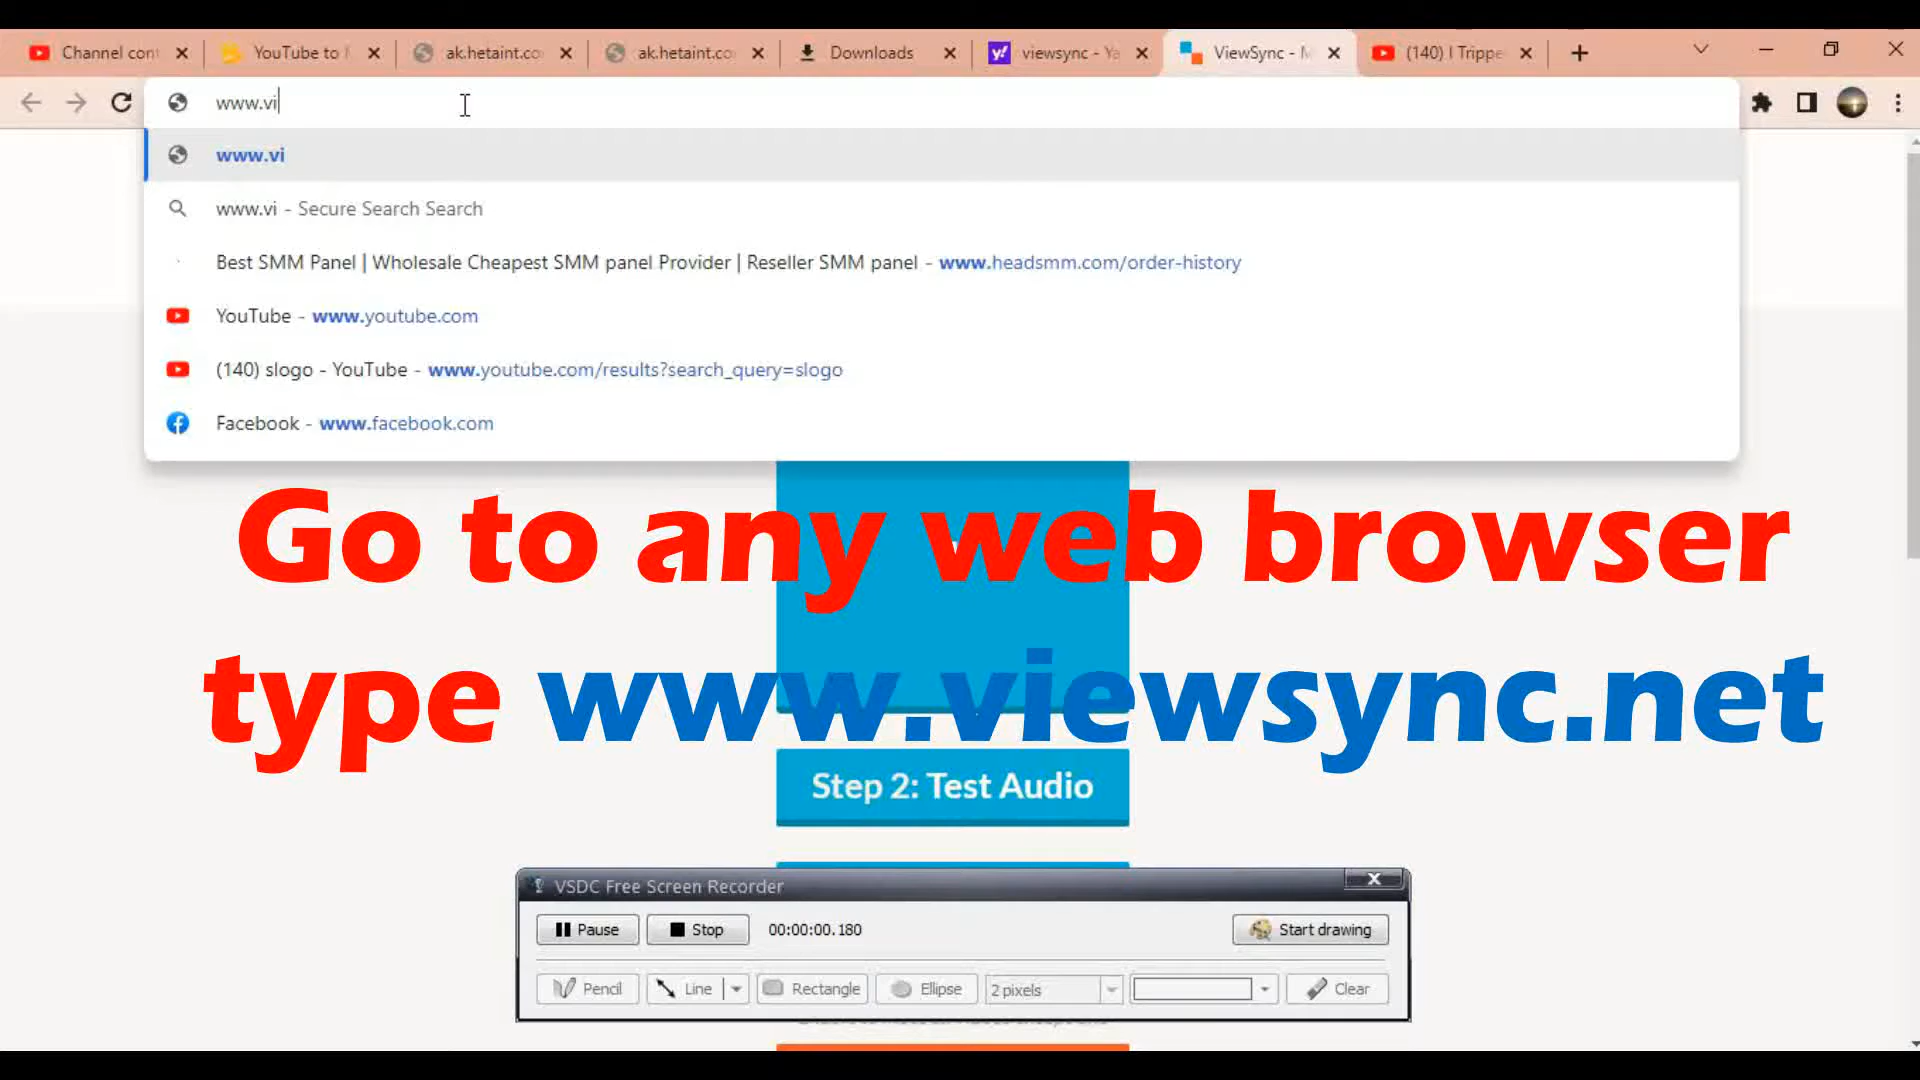 Channel con
YouTube to
ak.hetaint.co
ak.hetaint.co
Downloads
viewsync - Ya
ViewSync - M
(140) I Trippe
www.vi
www.vi
www.vi - Secure Search Search
Best SMM Panel | Wholesale Cheapest SMM panel Provider | Reseller SMM panel - www.headsmm.com/order-history
YouTube - www.youtube.com
(140) slogo - YouTube - www.youtube.com/results?search_query=slogo
Facebook - www.facebook.com
Go to any web browser
type www.viewsync.net
Step 2: Test Audio
VSDC Free Screen Recorder
Pause Stop 00:00:00.180 Start drawing
Pencil Line Rectangle Ellipse 2 pixels Clear